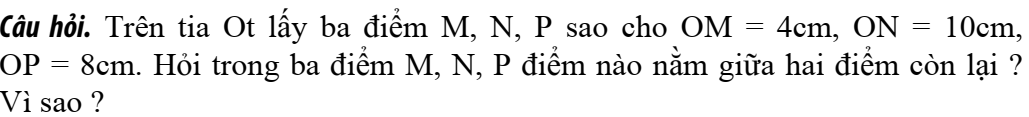 Câu hỏi. Trên tia Ot lấy ba điểm M, N, P sao cho OM = 4cm, ON = 10cm,
OP = 8cm. Hỏi trong ba điểm M, N, P điểm nào nằm giữa hai điểm còn lại ?
Vì sao ?